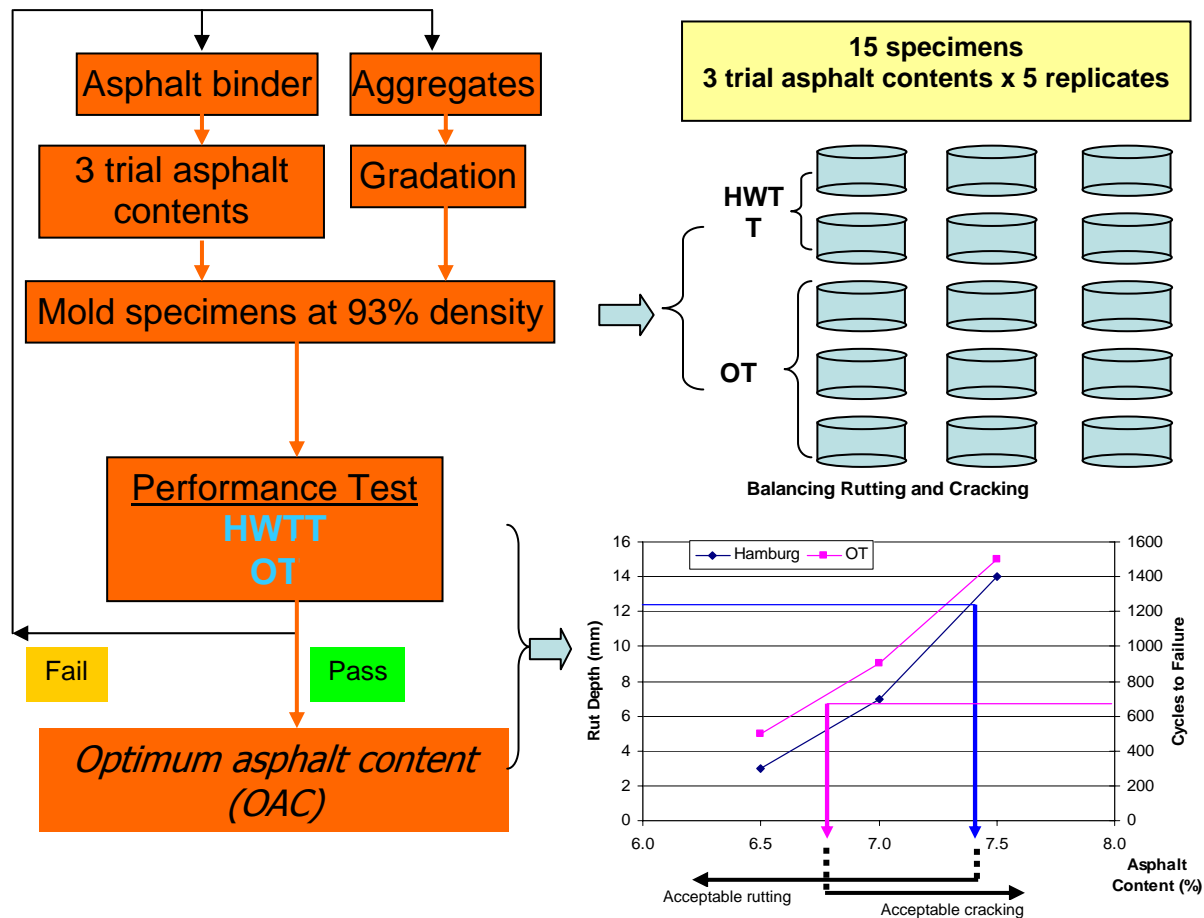 Asphalt binder
Aggregates
3 trial asphalt
contents
Gradation
Mold specimens at 93% density
Performance Test
HWTT
OT
Fail
Pass
Optimum asphalt content
(OAC)
15 specimens
3 trial asphalt contents x 5 replicates
HWT
T
OT
Balancing Rutting and Cracking
Hamburg
OT
Rut Depth (mm)
16
14
12
10
8
6
4
2
0
1600
1400
1200
1000
800
600
400
200
0
Cycles to Failure
6.0 6.5 7.0 7.5 8.0
Asphalt
Content (%)
Acceptable rutting
Acceptable cracking